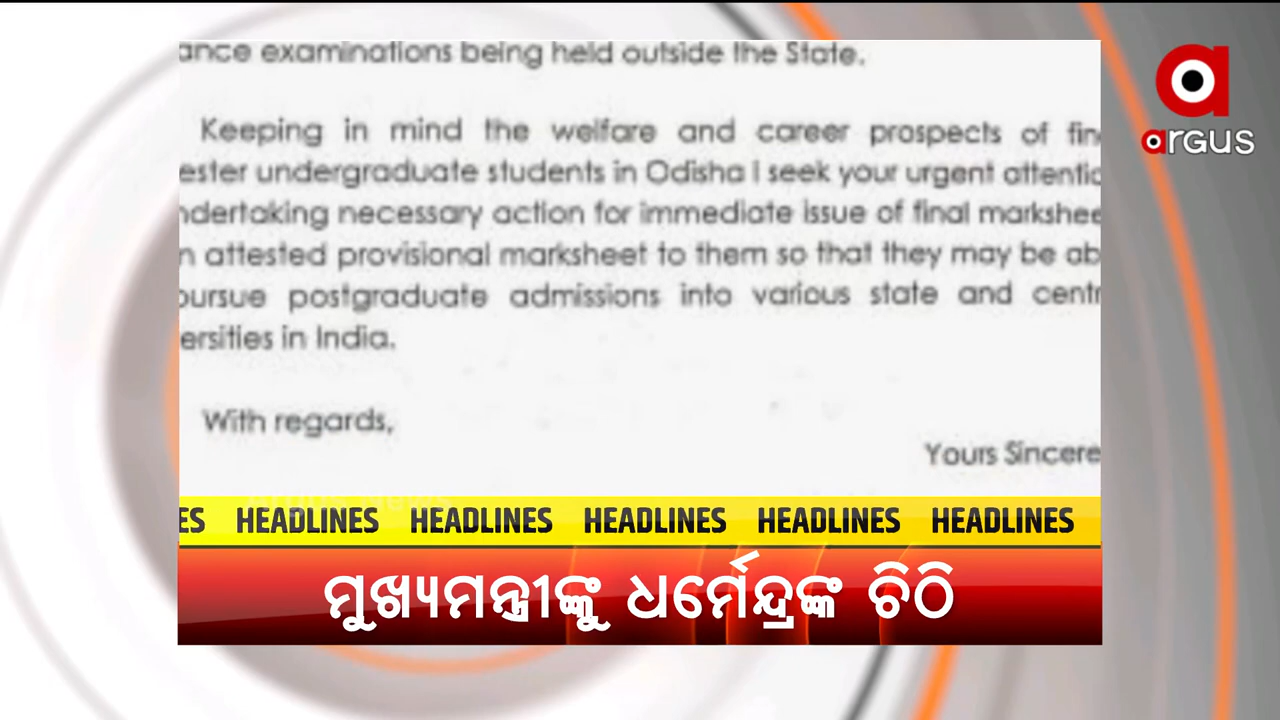 ance examinations being held outside the State.
Keeping in mind the welfare and career prospects of fin
ester undergraduate students in Odisha I seek your urgent attentic
ndertaking necessary action for immediate issue of final markshee
n attested provisional marksheet to them so that they may be ab
pursue postgraduate admissions into various state and centr
ersities in India.
With regards,
Yours Sincere
argus
Argus News
ES HEADLINES HEADLINES HEADLINES HEADLINES HEADLINES
ମୁଖ୍ୟମନ୍ତ୍ରୀଙ୍କୁ ଧର୍ମେନ୍ଦ୍ରଙ୍କ ଚିଠି